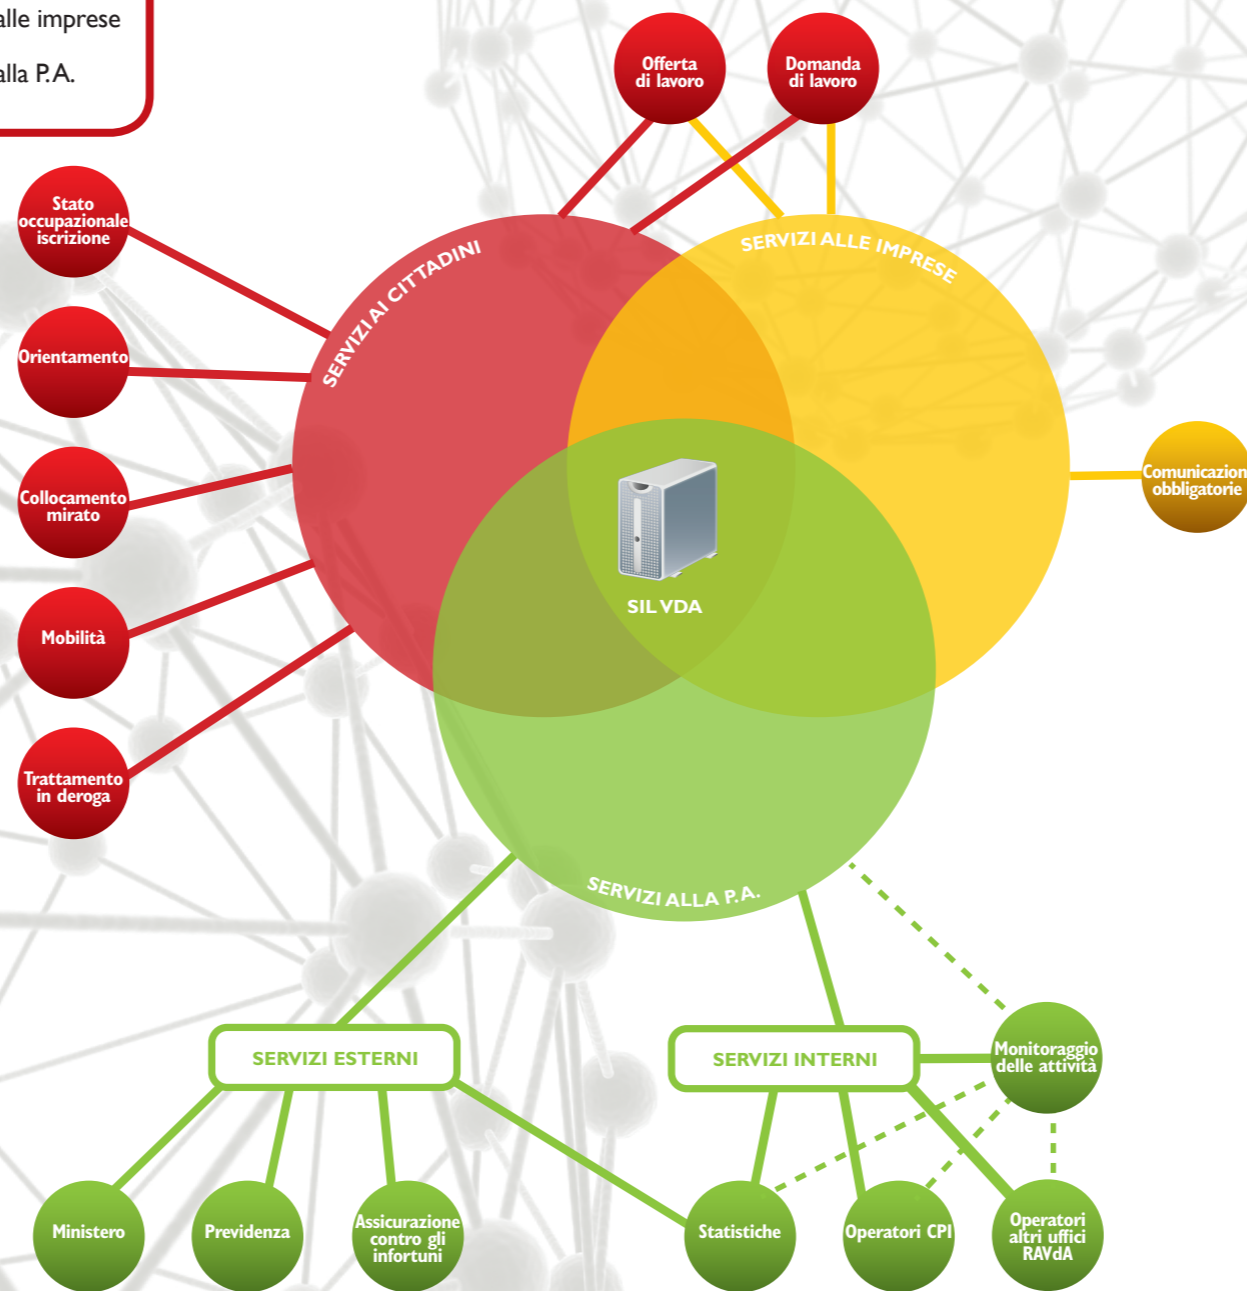 alle imprese
alla P.A.
Offerta
di lavoro
Domanda
di lavoro
Stato
occupazionale
iscrizione
Orientamento
Collocamento
mirato
Mobilità
Trattamento
in deroga
SERVIZI AI CITTADINI
SERVIZI ALLE IMPRESE
Comunicazion
obbligatorie
SIL VDA
SERVIZI ALLA P.A.
SERVIZI ESTERNI
SERVIZI INTERNI
Monitoraggio
delle attività
Ministero
Previdenza
Assicurazione
contro gli
infortuni
Statistiche
Operatori CPI
Operatori
altri uffici
RAVdA